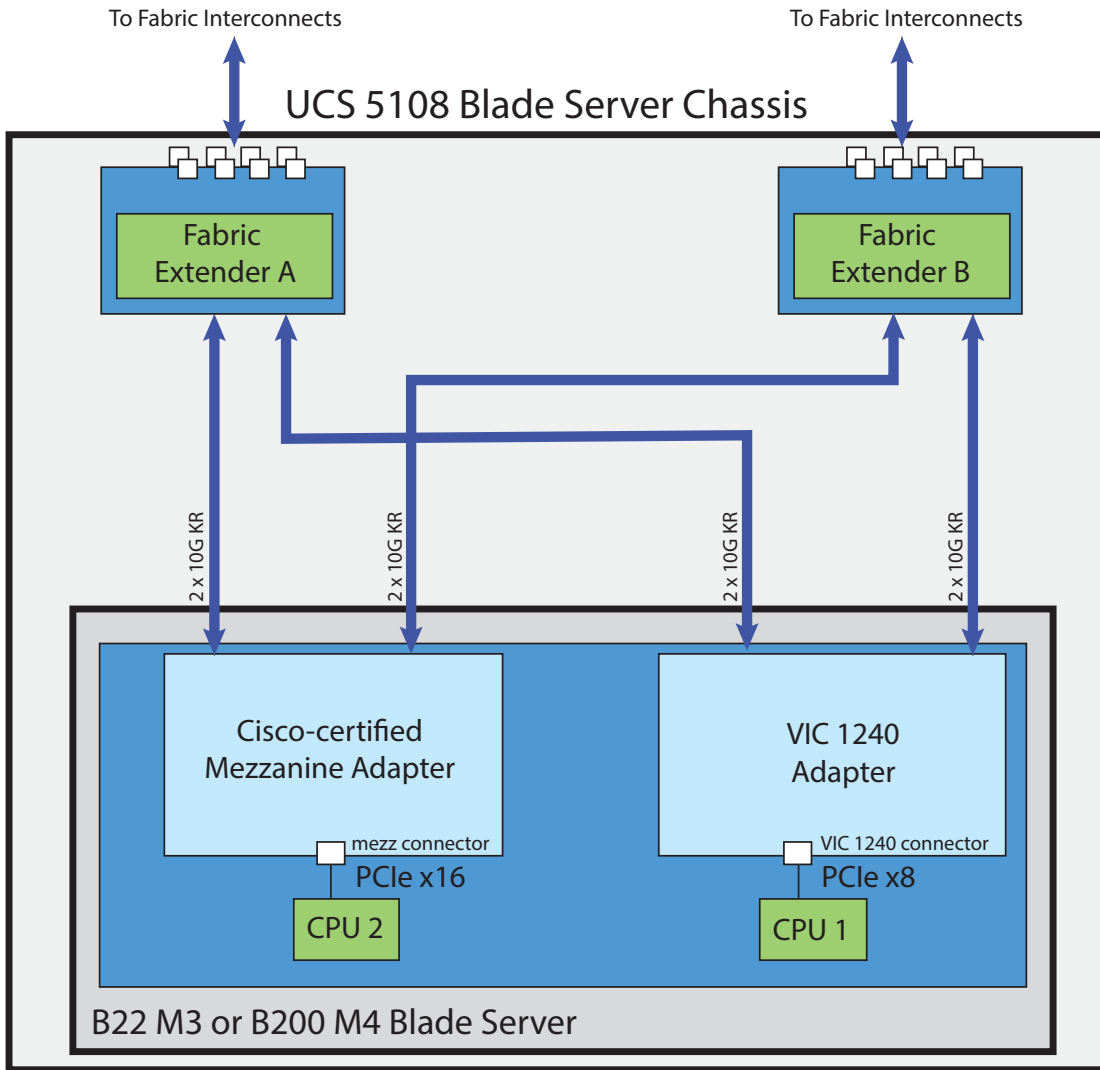 To Fabric Interconnects
To Fabric Interconnects
UCS 5108 Blade Server Chassis
Fabric
Extender A
Fabric
Extender B
2 x 10G KR
2 x 10G KR
2 x 10G KR
2 x 10G KR
Cisco-certified
Mezzanine Adapter
VIC 1240
Adapter
mezz connector
VIC 1240 connector
PCIe x16
PCIe x8
CPU 2
CPU 1
B22 M3 or B200 M4 Blade Server